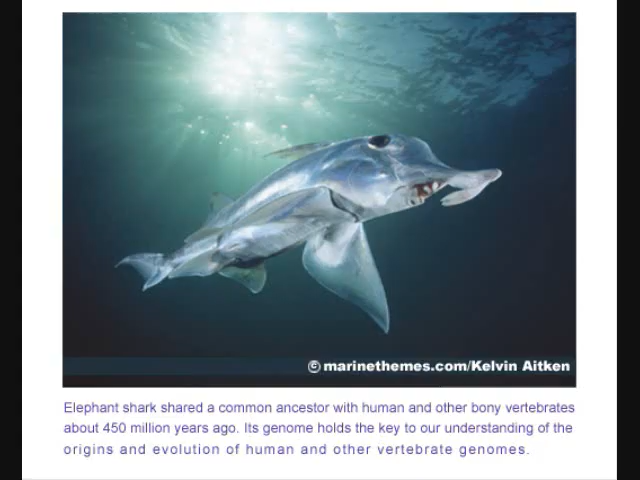 © marinethemes.com/Kelvin Aitken
Elephant shark shared a common ancestor with human and other bony vertebrates
about 450 million years ago. Its genome holds the key to our understanding of the
origins and evolution of human and other vertebrate genomes.